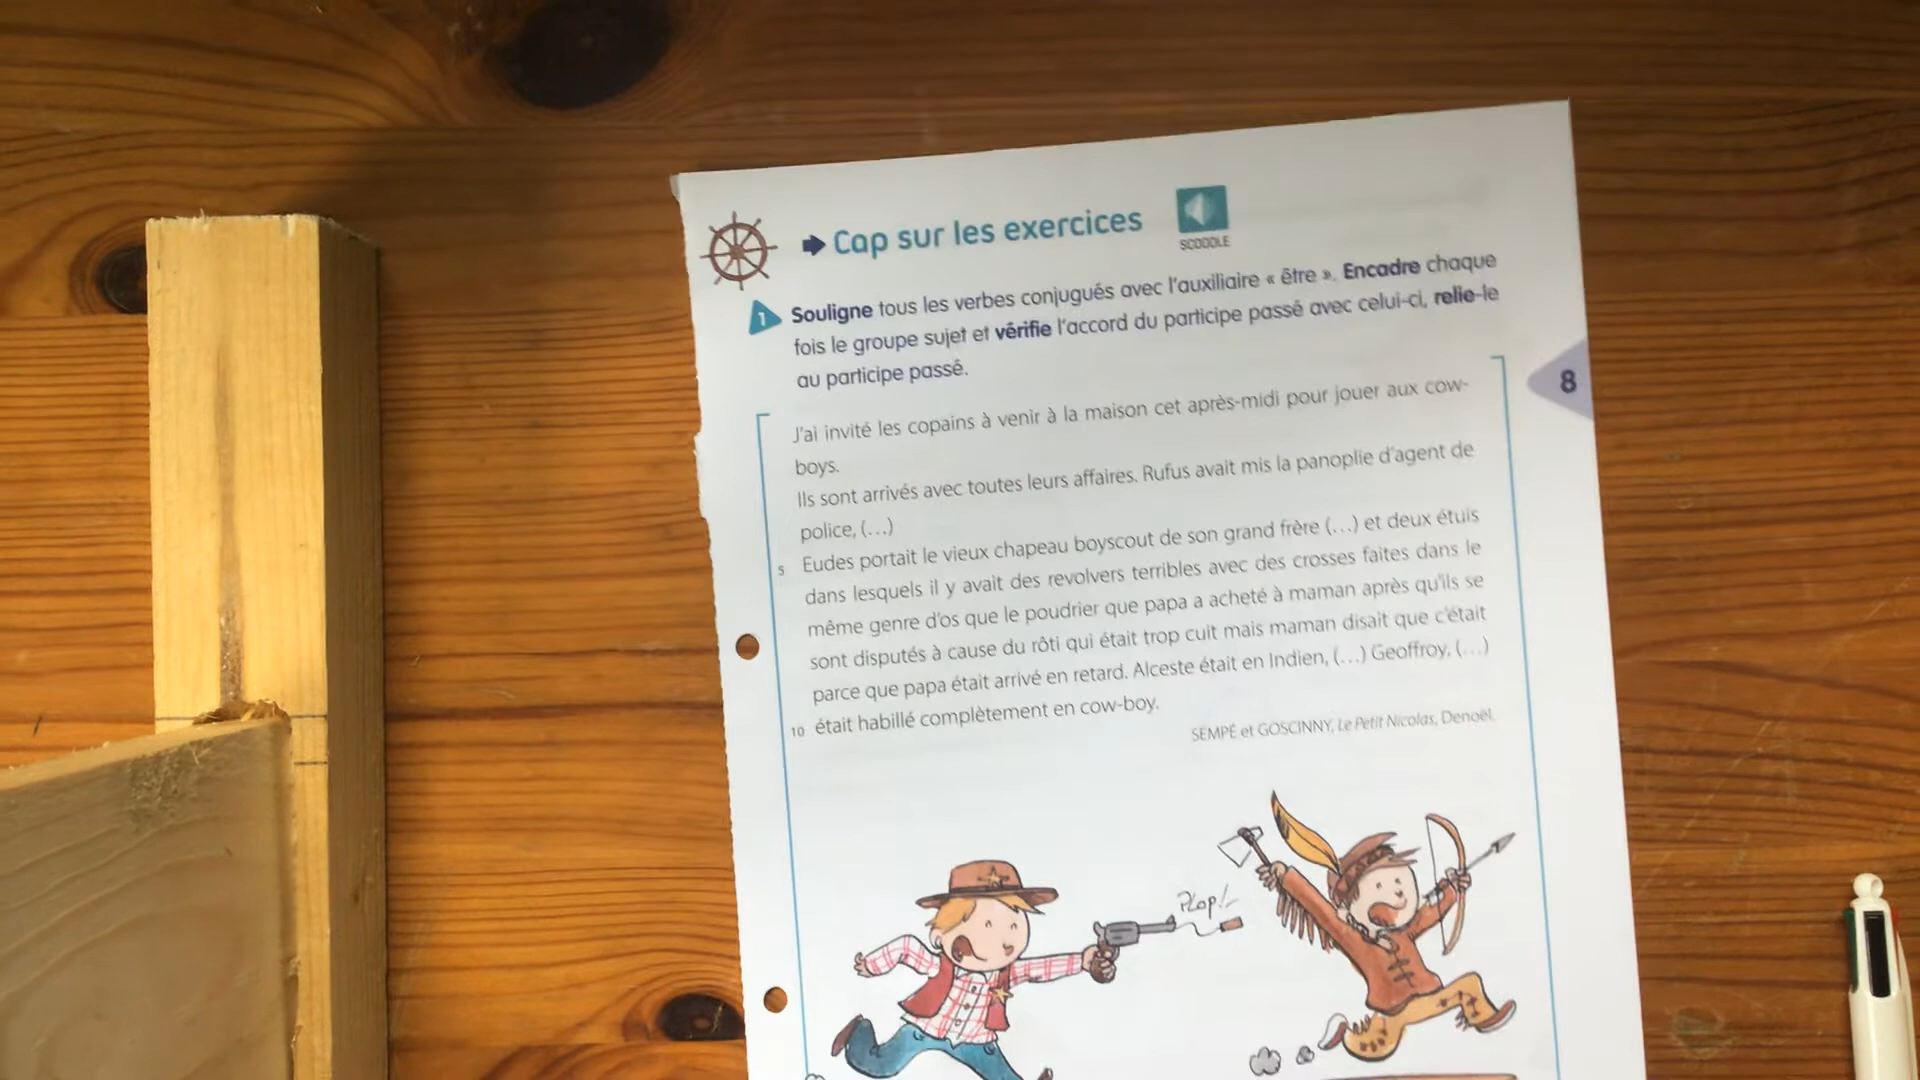 Cap sur les exercices
SCOODLE
1 Souligne tous les verbes conjugués avec l'auxiliaire « être ». Encadre chaque
fois le groupe sujet et vérifie l'accord du participe passé avec celui-ci, relie-le
au participe passé.
8
J'ai invité les copains à venir à la maison cet après-midi pour jouer aux cow-
boys.
Ils sont arrivés avec toutes leurs affaires. Rufus avait mis la panoplie d'agent de
police, (…)
5 Eudes portait le vieux chapeau boyscout de son grand frère (…) et deux étuis
dans lesquels il y avait des revolvers terribles avec des crosses faites dans le
même genre d'os que le poudrier que papa a acheté à maman après qu'ils se
sont disputés à cause du rôti qui était trop cuit mais maman disait que c'était
parce que papa était arrivé en retard. Alceste était en Indien, (…) Geoffroy, (…)
10 était habillé complètement en cow-boy.
SEMPÉ et GOSCINNY, Le Petit Nicolas, Denoël.
PLop!